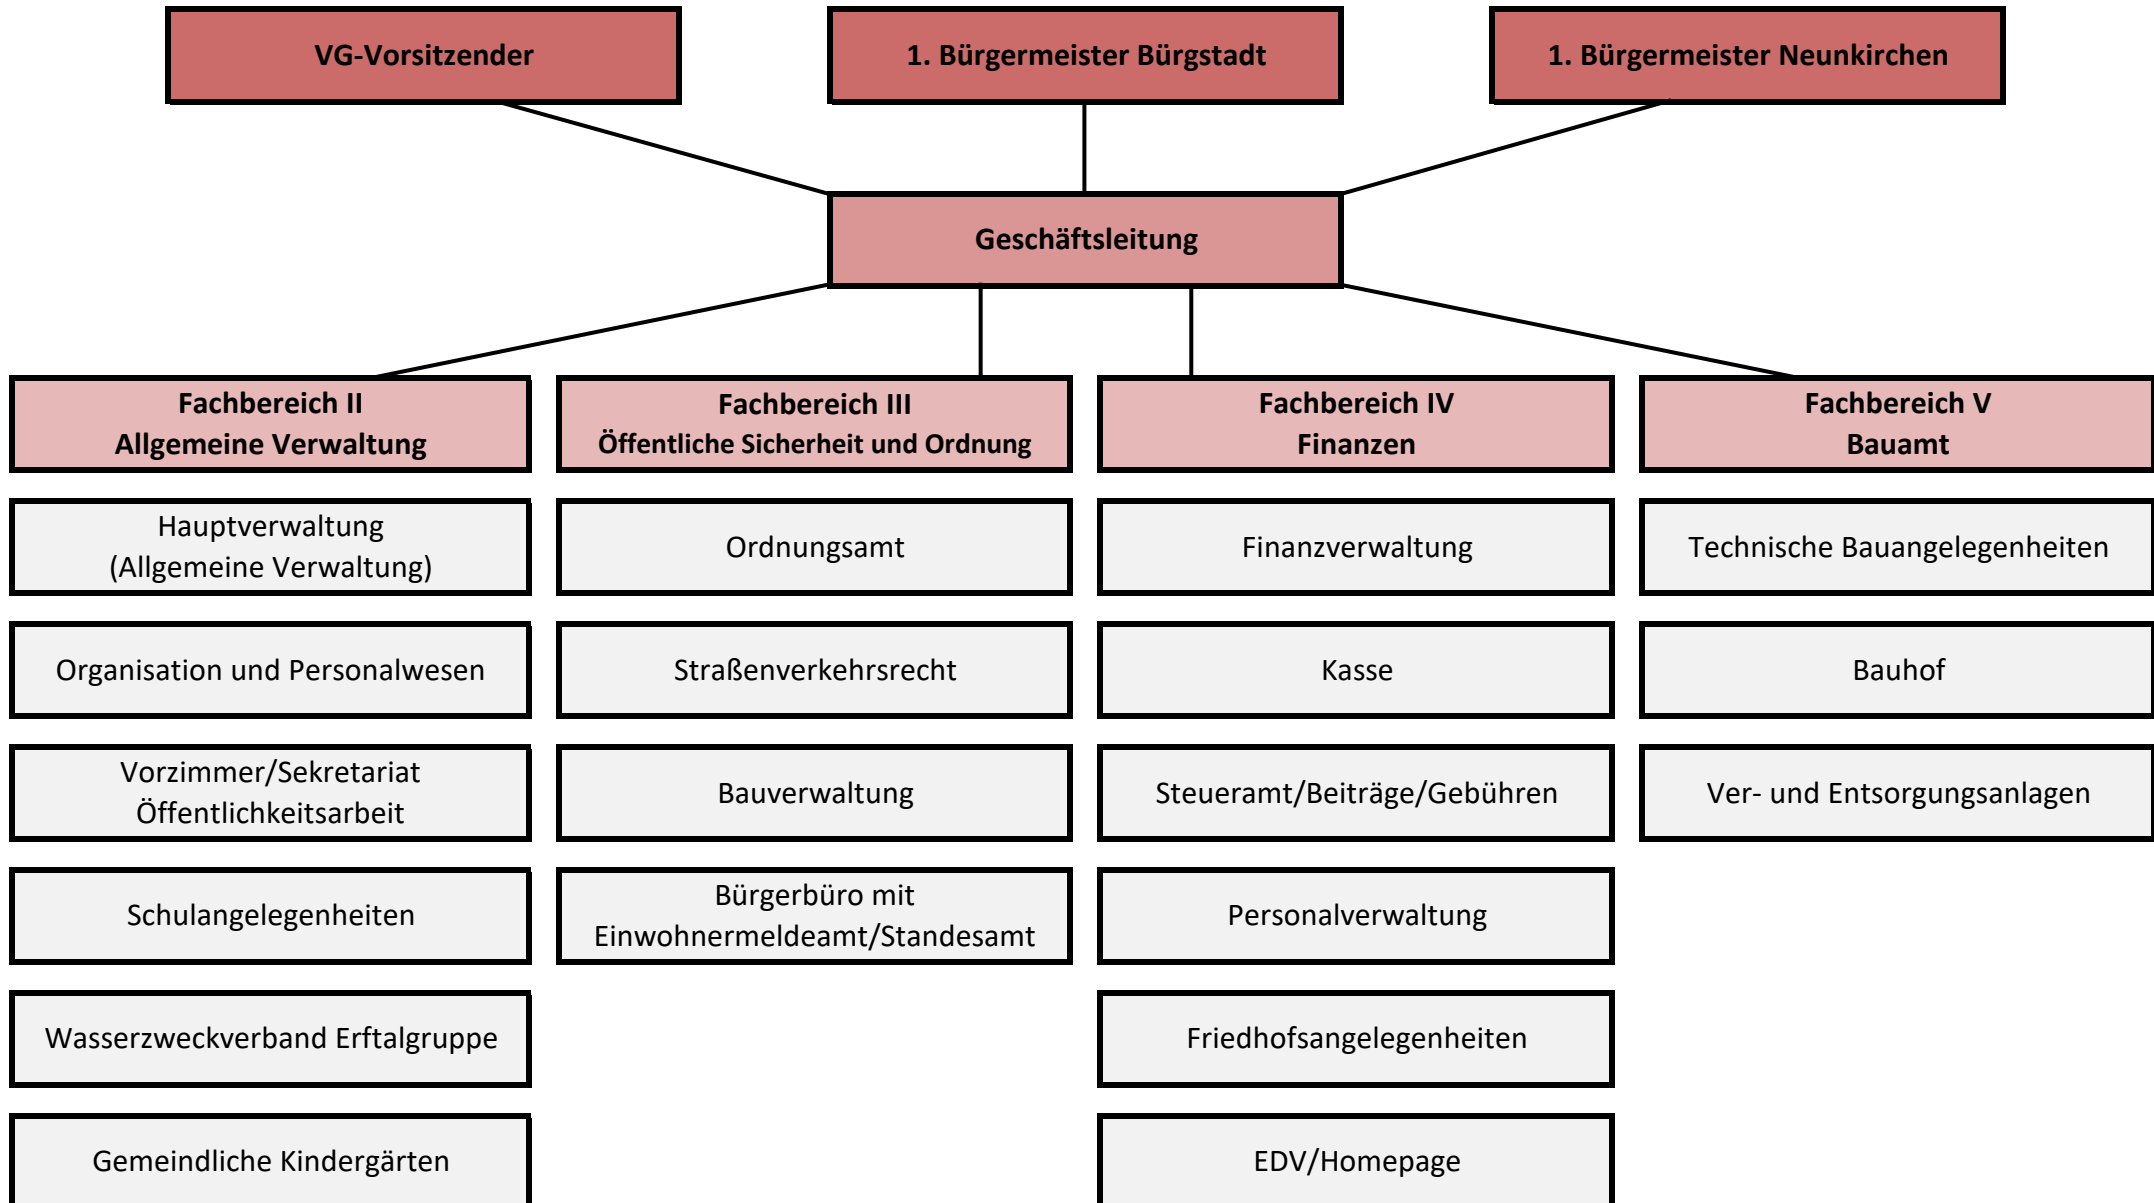 VG-Vorsitzender
1. Bürgermeister Bürgstadt
1. Bürgermeister Neunkirchen
Geschäftsleitung
Fachbereich II
Allgemeine Verwaltung
Fachbereich III
Öffentliche Sicherheit und Ordnung
Fachbereich IV
Finanzen
Fachbereich V
Bauamt
Hauptverwaltung
(Allgemeine Verwaltung)
Ordnungsamt
Finanzverwaltung
Technische Bauangelegenheiten
Organisation und Personalwesen
Straßenverkehrsrecht
Kasse
Bauhof
Vorzimmer/Sekretariat
Öffentlichkeitsarbeit
Bauverwaltung
Steueramt/Beiträge/Gebühren
Ver- und Entsorgungsanlagen
Schulangelegenheiten
Bürgerbüro mit
Einwohnermeldeamt/Standesamt
Personalverwaltung
Wasserzweckverband Erftalgruppe
Friedhofsangelegenheiten
Gemeindliche Kindergärten
EDV/Homepage